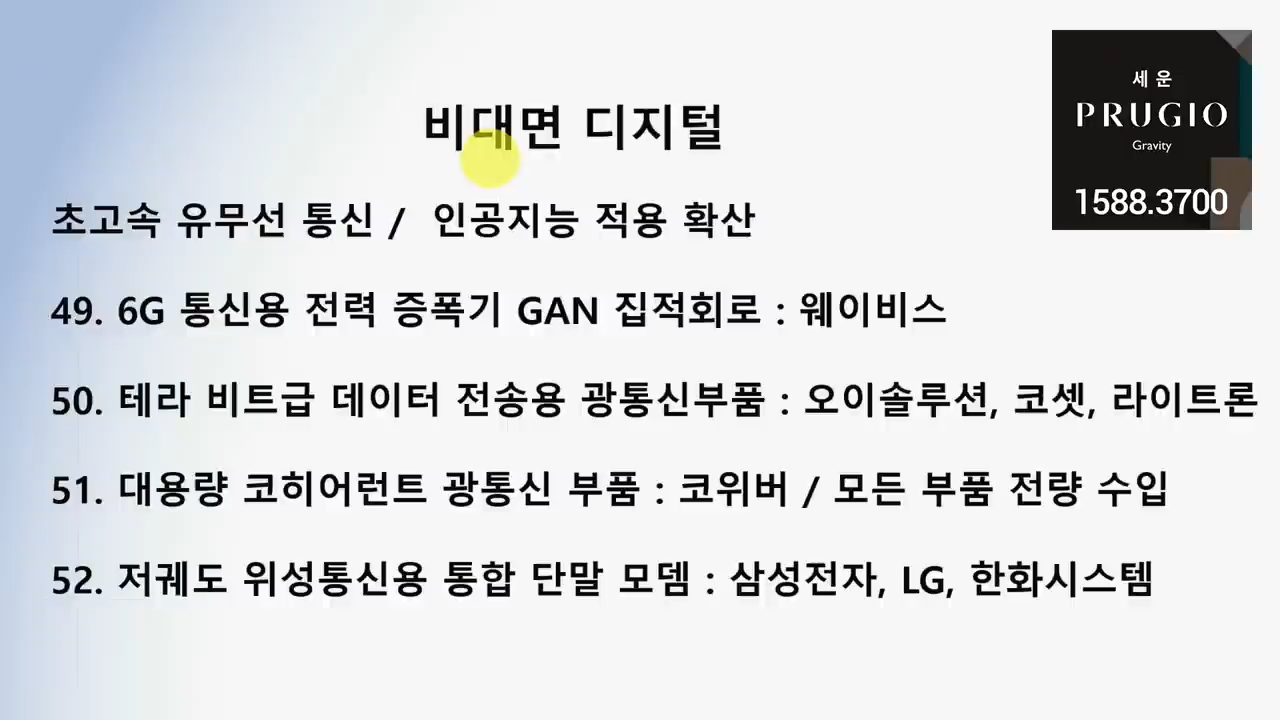 비대면 디지털
세운
PRUGIO
Gravity
1588.3700
초고속 유무선 통신 / 인공지능 적용 확산
49. 6G 통신용 전력 증폭기 GAN 집적회로 : 웨이비스
50. 테라 비트급 데이터 전송용 광통신부품 : 오이솔루션, 코셋, 라이트론
51. 대용량 코히어런트 광통신 부품 : 코위버 / 모든 부품 전량 수입
52. 저궤도 위성통신용 통합 단말 모뎀 : 삼성전자, LG, 한화시스템